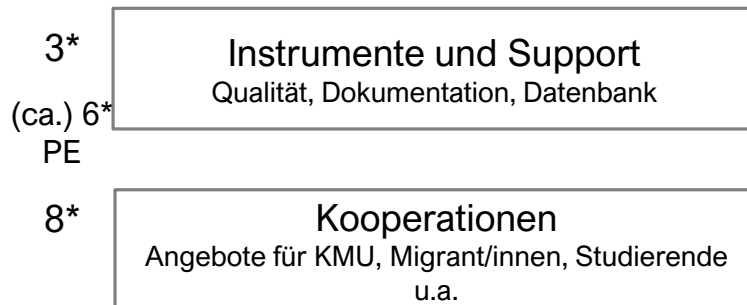 3*
Instrumente und Support
Qualität, Dokumentation, Datenbank
(ca.) 6*
PE
8*
Kooperationen
Angebote für KMU, Migrant/innen, Studierende
u.a.